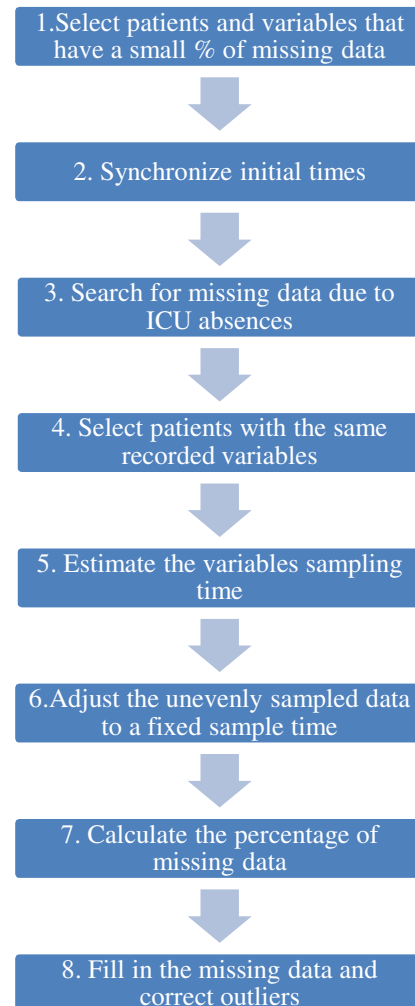 1.Select patients and variables that
have a small % of missing data
2. Synchronize initial times
3. Search for missing data due to
ICU absences
4. Select patients with the same
recorded variables
5. Estimate the variables sampling
time
6.Adjust the unevenly sampled data
to a fixed sample time
7. Calculate the percentage of
missing data
8. Fill in the missing data and
correct outliers